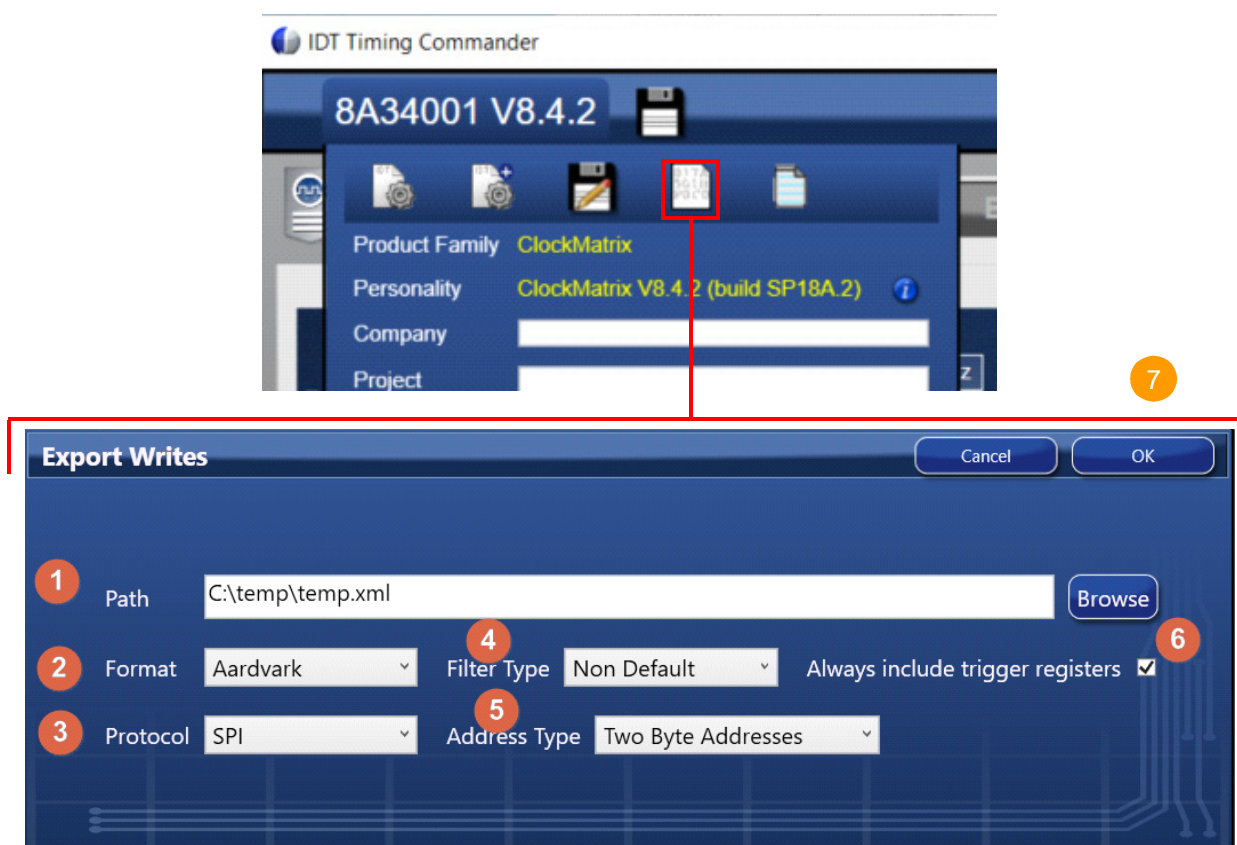 IDT Timing Commander
8A34001 V8.4.2
Product Family ClockMatrix
Personality ClockMatrix V8.4.2 (build SP18A.2) i
Company
Project
z
7
Export Writes Cancel OK
1 Path C:\temp\temp.xml Browse
2 Format Aardvark 4 Filter Type Non Default Always include trigger registers 6
3 Protocol SPI 5 Address Type Two Byte Addresses